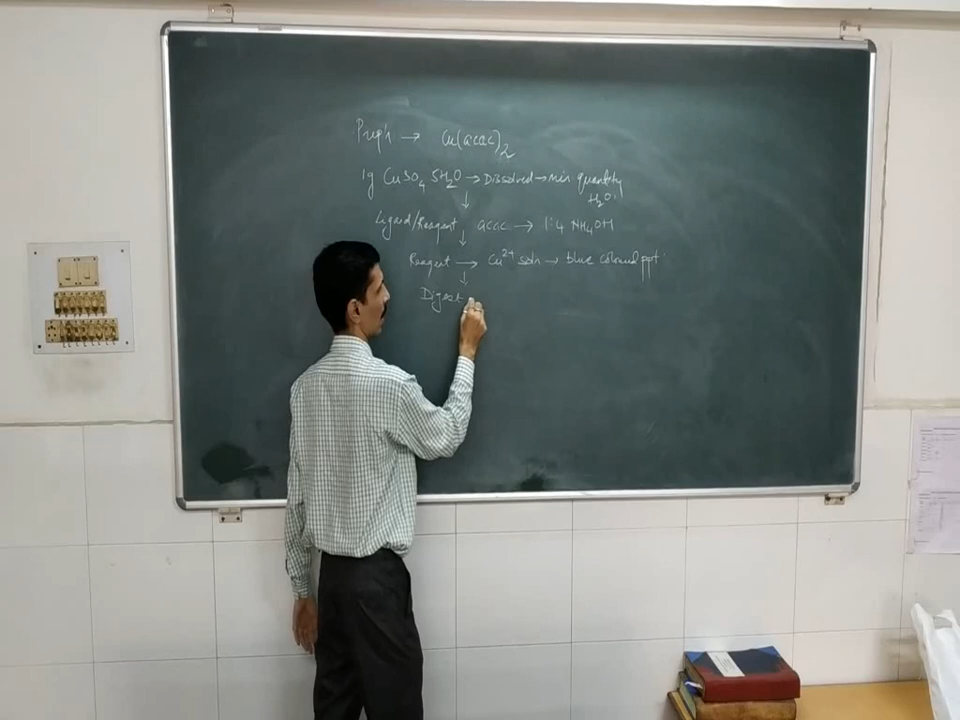 Prepn → Cu(acac)2
1g CuSO4 5H2O → Dissolved → min quantity
H2O.
↓
Ligand/Reagent acac → 1:4 NH4OH
↓
Reagent → Cu2+ soln → blue coloured ppt.
↓
Digest